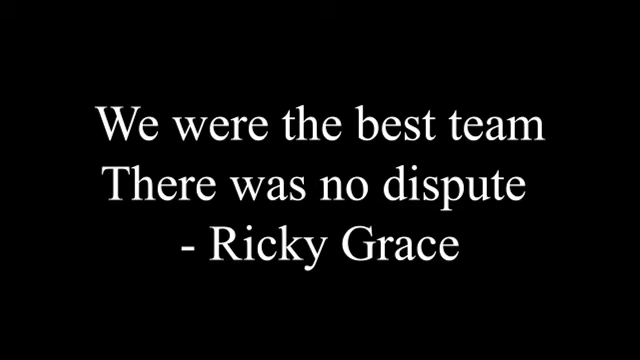 We were the best team
There was no dispute
- Ricky Grace